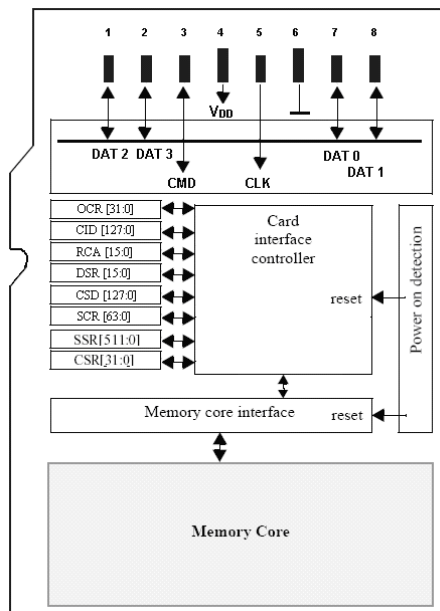 1 2 3 4 5 6 7 8
VDD
DAT 2 DAT 3 DAT 0
DAT 1
CMD CLK
OCR [31:0]
CID [127:0]
RCA [15:0]
DSR [15:0]
CSD [127:0]
SCR [63:0]
SSR[511:0]
CSR[31:0]
Card
interface
controller
reset
Power on detection
Memory core interface
reset
Memory Core